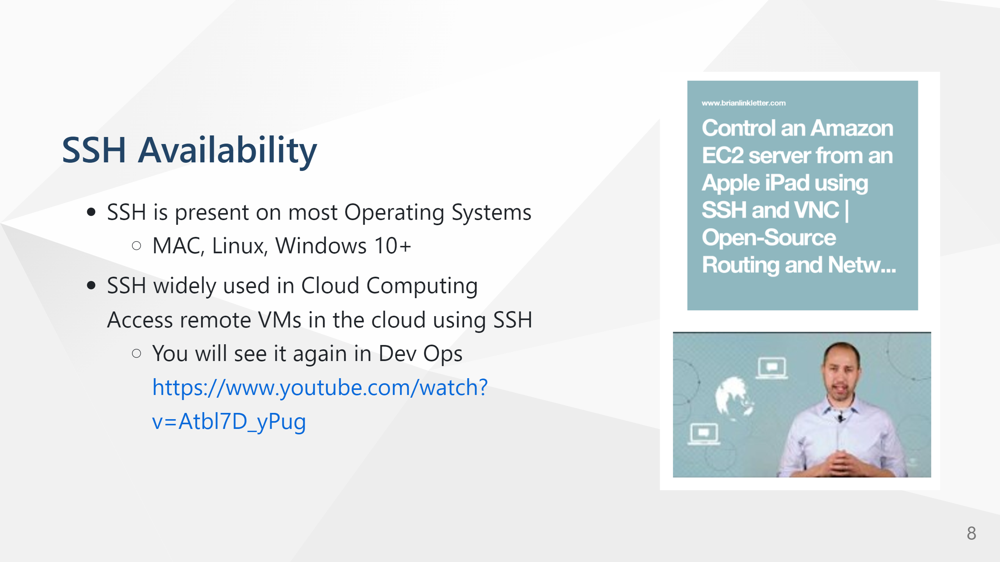 SSH Availability
SSH is present on most Operating Systems
MAC, Linux, Windows 10+
SSH widely used in Cloud Computing
Access remote VMs in the cloud using SSH
You will see it again in Dev Ops
https://www.youtube.com/watch?
v=Atbl7D_yPug
www.brianlinkletter.com
Control an Amazon
EC2 server from an
Apple iPad using
SSH and VNC |
Open-Source
Routing and Netw...
8